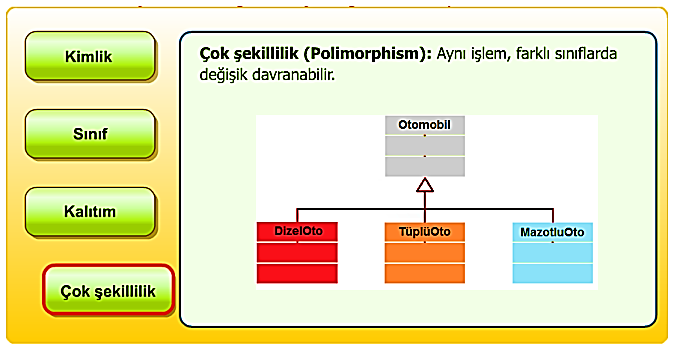 Kimlik
Sınıf
Kalıtım
Çok şekillilik
Çok şekillilik (Polimorphism): Aynı işlem, farklı sınıflarda
değişik davranabilir.
Otomobil
DizelOto
TüplüOto
MazotluOto